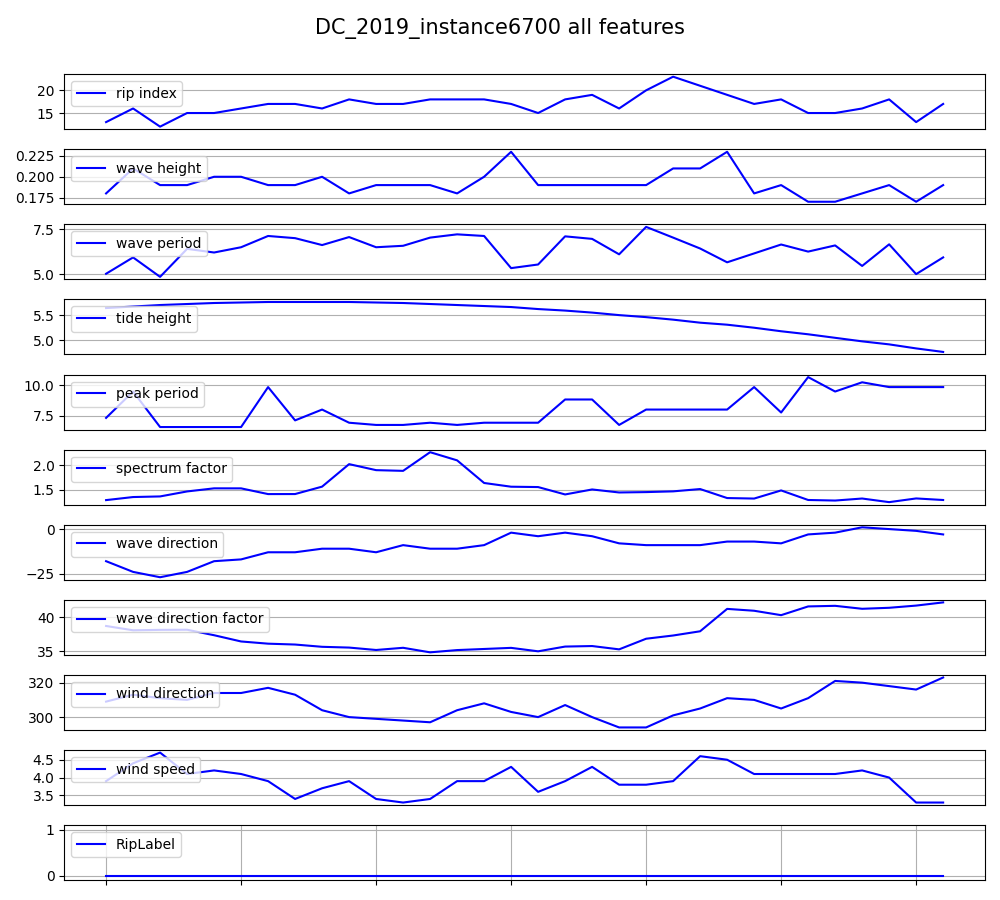 DC_2019_instance6700 all features
20
15
rip index
0.225
0.200
0.175
wave height
7.5
5.0
wave period
5.5
5.0
tide height
10.0
7.5
peak period
2.0
1.5
spectrum factor
0
−25
wave direction
40
35
wave direction factor
320
300
wind direction
4.5
4.0
3.5
wind speed
1
0
RipLabel